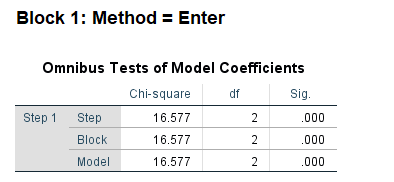 Block 1: Method = Enter
Omnibus Tests of Model Coefficients
Chi-square df Sig.
Step 1 Step 16.577 2 .000
Block 16.577 2 .000
Model 16.577 2 .000